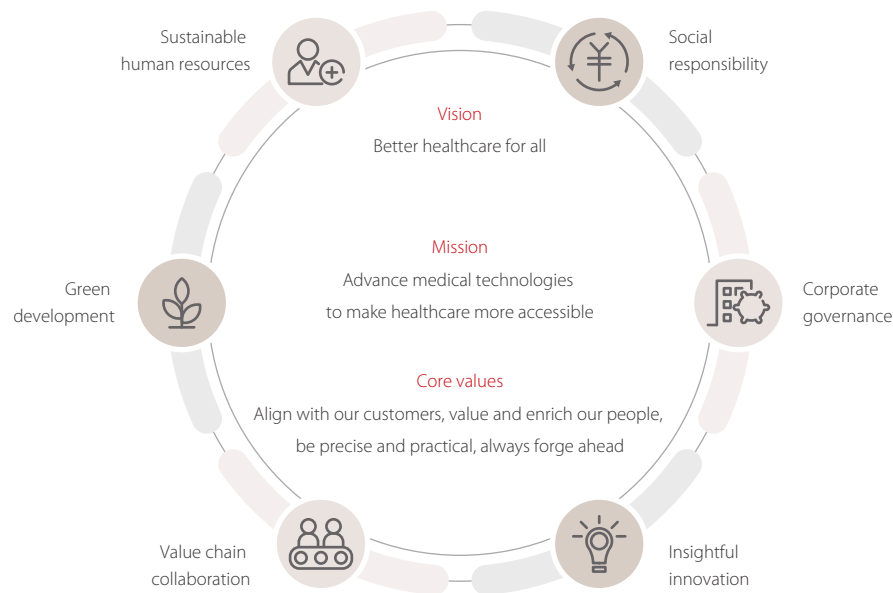 Sustainable
human resources
Social
responsibility
Vision
Better healthcare for all
Mission
Advance medical technologies
to make healthcare more accessible
Green
development
Corporate
governance
Core values
Align with our customers, value and enrich our people,
be precise and practical, always forge ahead
Value chain
collaboration
Insightful
innovation